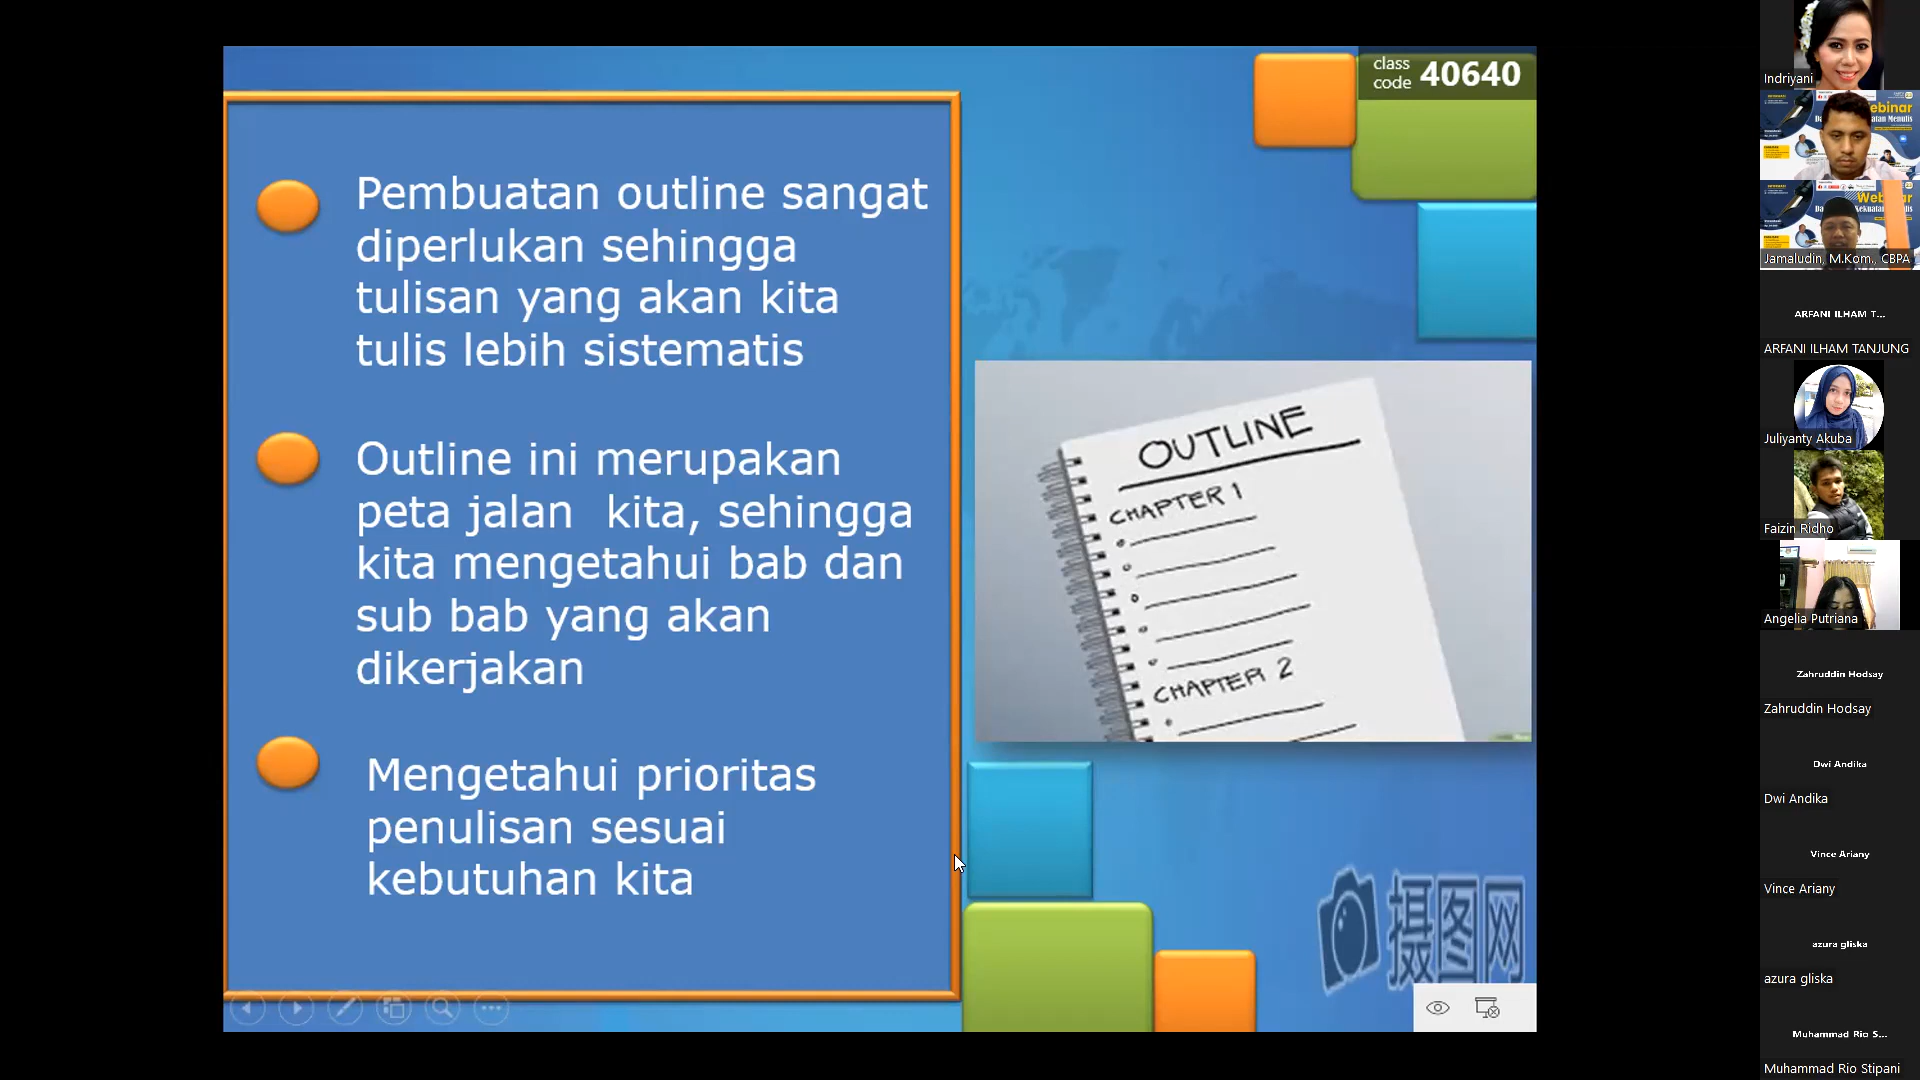 class
code 40640
Pembuatan outline sangat
diperlukan sehingga
tulisan yang akan kita
tulis lebih sistematis
Outline ini merupakan
peta jalan kita, sehingga
kita mengetahui bab dan
sub bab yang akan
dikerjakan
Mengetahui prioritas
penulisan sesuai
kebutuhan kita
OUTLINE
CHAPTER 1
CHAPTER 2
摄图网
Indriyani
ebinar
Menulis
Web
Kekuatan
Jamaludin, M.Kom., CBPA
ARFANI ILHAM T...
ARFANI ILHAM TANJUNG
Juliyanty Akuba
Faizin Ridho
Angelia Putriana
Zahruddin Hodsay
Zahruddin Hodsay
Dwi Andika
Dwi Andika
Vince Ariany
Vince Ariany
azura gliska
azura gliska
Muhammad Rio S...
Muhammad Rio Stipani